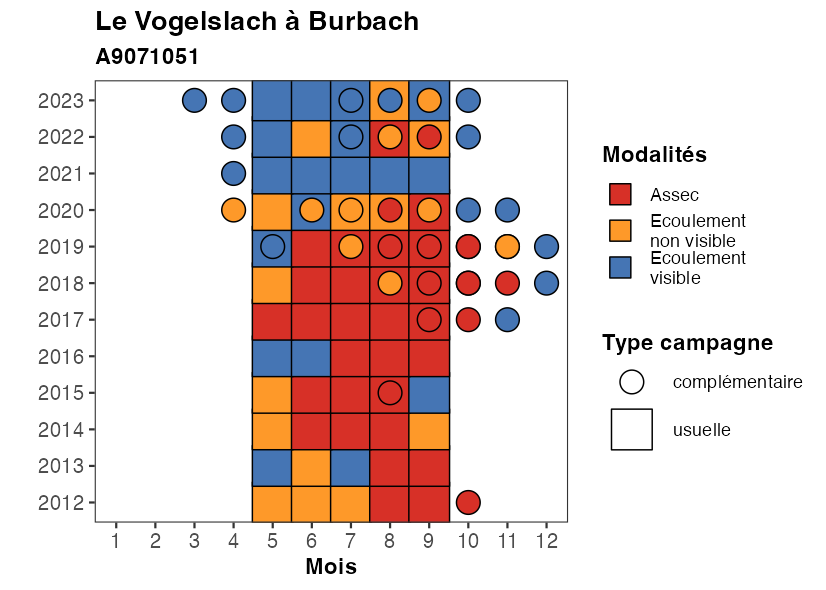 Le Vogelslach à Burbach
A9071051
2023
2022
2021
2020
2019
2018
2017
2016
2015
2014
2013
2012
1 2 3 4 5 6 7 8 9 10 11 12
Mois
Modalités
Assec
Ecoulement
non visible
Ecoulement
visible
Type campagne
complémentaire
usuelle